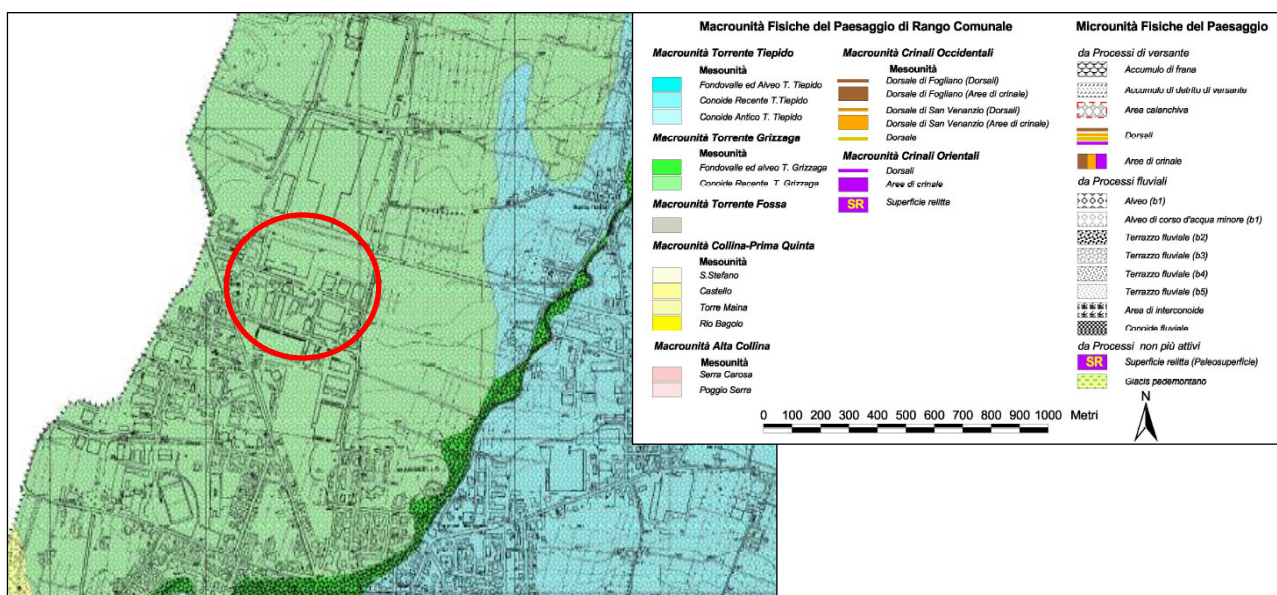 Macrounità Fisiche del Paesaggio di Rango Comunale
Macrounità Torrente Tiepido
Mesounità
Fondovalle ed Alveo T. Tiepido
Conoide Recente T.Tiepido
Conoide Antico T. Tiepido
Macrounità Torrente Grizzaga
Mesounità
Fondovalle ed alveo T. Grizzaga
Conoide Recente T. Grizzaga
Macrounità Torrente Fossa
Macrounità Collina-Prima Quinta
Mesounità
S.Stefano
Castello
Torre Maina
Rio Bagolo
Macrounità Alta Collina
Mesounità
Serra Carosa
Poggio Serra
Macrounità Crinali Occidentali
Mesounità
Dorsale di Fogliano (Dorsali)
Dorsale di Fogliano (Aree di crinale)
Dorsale di San Venanzio (Dorsali)
Dorsale di San Venanzio (Aree di crinale)
Dorsale
Macrounità Crinali Orientali
Dorsali
Aree di crinale
SR Superficie relitta
Microunità Fisiche del Paesaggio
da Processi di versante
Accumulo di frana
Accumulo di detrito di versante
Area calanchiva
Dorsali
Aree di crinale
da Processi fluviali
Alveo (b1)
Alveo di corso d'acqua minore (b1)
Terrazzo fluviale (b2)
Terrazzo fluviale (b3)
Terrazzo fluviale (b4)
Terrazzo fluviale (b5)
Area di interconoide
Conoide fluviale
da Processi non più attivi
SR Superficie relitta (Paleosuperficie)
Glacis pedemontano
0 100 200 300 400 500 600 700 800 900 1000 Metri
N
MARANELLO